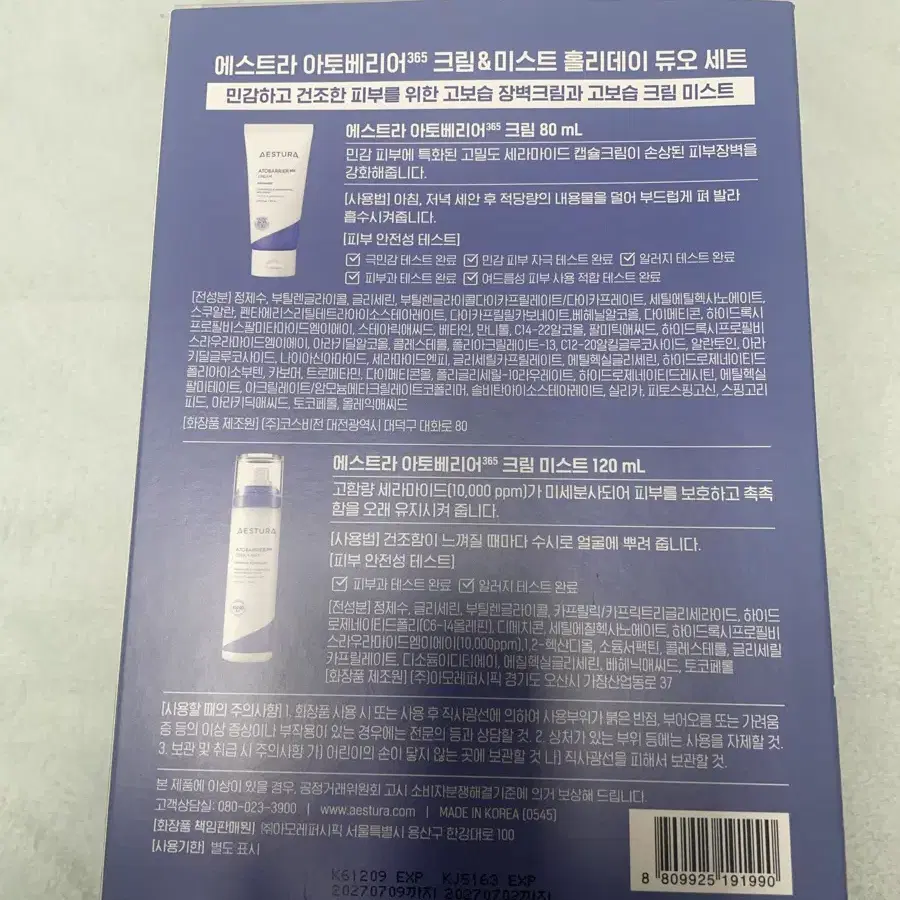 에스트라 아토베리어³⁶⁵ 크림&미스트 홀리데이 듀오 세트
민감하고 건조한 피부를 위한 고보습 장벽크림과 고보습 크림 미스트
에스트라 아토베리어³⁶⁵ 크림 80 mL
민감 피부에 특화된 고밀도 세라마이드 캡슐크림이 손상된 피부장벽을
강화해줍니다.
AESTURA
ATOBARRIER³⁶⁵
CREAM
[사용법] 아침, 저녁 세안 후 적당량의 내용물을 덜어 부드럽게 펴 발라
흡수시켜줍니다.
[피부 안전성 테스트]
극민감 테스트 완료 민감 피부 자극 테스트 완료 알러지 테스트 완료
피부과 테스트 완료 여드름성 피부 사용 적합 테스트 완료
[전성분] 정제수, 부틸렌글라이콜, 글리세린, 부틸렌글라이콜다이카프릴레이트/다이카프레이트, 세틸에틸헥사노에이트,
스쿠알란, 펜타에리스리틸테트라아이소스테아레이트, 다이카프릴릴카보네이트,베헤닐알코올, 다이메티콘, 하이드록시
프로필비스팔미타마이드엠이에이, 스테아릭애씨드, 베타인, 만니톨, C14-22알코올, 팔미틱애씨드, 하이드록시프로필비
스라우라마이드엠이에이, 아라키딜알코올, 콜레스테롤, 폴리아크릴레이트-13, C12-20알킬글루코사이드, 알란토인, 아라
키딜글루코사이드, 나이아신아마이드, 세라마이드엔피, 글리세릴카프릴레이트, 에틸헥실글리세린, 하이드로제네이티드
폴리아이소부텐, 카보머, 트로메타민, 다이메티콘올, 폴리글리세릴-10라우레이트, 하이드로제네이티드레시틴, 에틸헥실
팔미테이트, 아크릴레이트/암모늄메타크릴레이트코폴리머, 솔비탄아이소스테아레이트, 실리카, 피토스핑고신, 스핑고리
피드, 아라키딕애씨드, 토코페롤, 올레익애씨드
[화장품 제조원] (주)코스비전 대전광역시 대덕구 대화로 80
에스트라 아토베리어³⁶⁵ 크림 미스트 120 mL
고함량 세라마이드(10,000 ppm)가 미세분사되어 피부를 보호하고 촉촉
함을 오래 유지시켜 줍니다.
AESTURA
ATOBARRIER³⁶⁵
[사용법] 건조함이 느껴질 때마다 수시로 얼굴에 뿌려 줍니다.
[피부 안전성 테스트]
피부과 테스트 완료 알러지 테스트 완료
[전성분] 정제수, 글리세린, 부틸렌글라이콜, 카프릴릭/카프릭트리글리세라이드, 하이드
로제네이티드폴리(C6-14올레핀), 디메치콘, 세틸에칠헥사노에이트, 하이드록시프로필비
스라우라마이드엠이에이(10,000ppm),1,2-헥산디올, 소듐서팩틴, 콜레스테롤, 글리세릴
카프릴레이트, 디소듐이디티에이, 에칠헥실글리세린, 베헤닉애씨드, 토코페롤
[화장품 제조원] (주)아모레퍼시픽 경기도 오산시 가장산업동로 37
[사용할 때의 주의사항] 1. 화장품 사용 시 또는 사용 후 직사광선에 의하여 사용부위가 붉은 반점, 부어오름 또는 가려움
증 등의 이상 증상이나 부작용이 있는 경우에는 전문의 등과 상담할 것. 2. 상처가 있는 부위 등에는 사용을 자제할 것.
3. 보관 및 취급 시 주의사항 가) 어린이의 손이 닿지 않는 곳에 보관할 것 나) 직사광선을 피해서 보관할 것.
본 제품에 이상이 있을 경우, 공정거래위원회 고시 소비자분쟁해결기준에 의거 보상해 드립니다.
고객상담실: 080-023-3900 | www.aestura.com | MADE IN KOREA (0545)
[화장품 책임판매원] ㈜아모레퍼시픽 서울특별시 용산구 한강대로 100
[사용기한] 별도 표시
8 809925 191990
K61209 EXP KJ5163 EXP
20270709까지 20270702까지